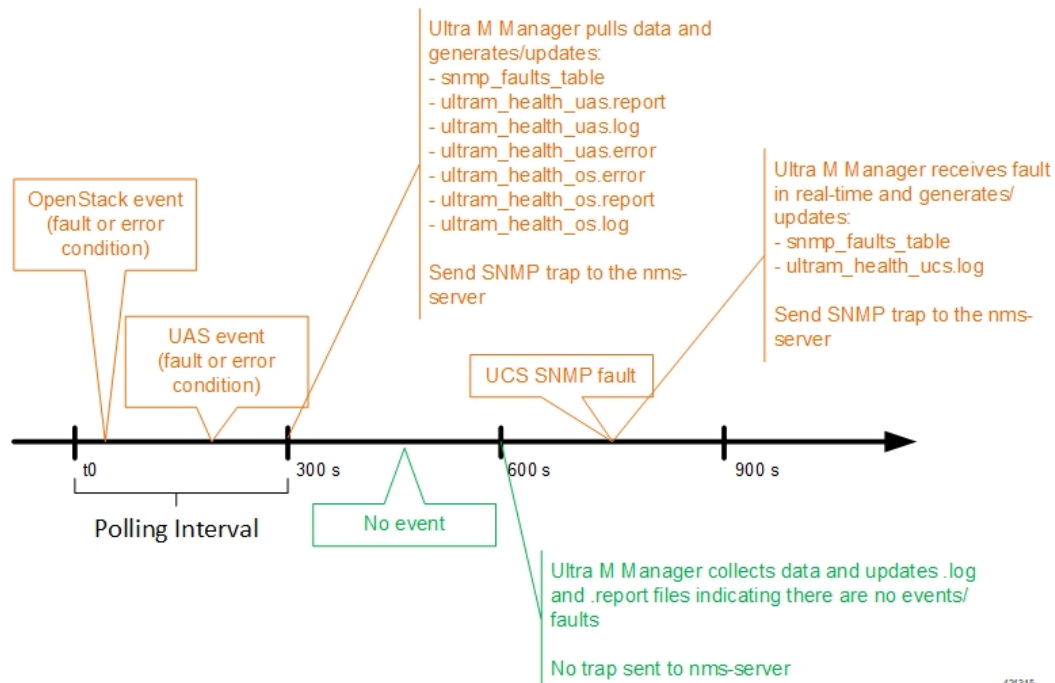 Ultra M Manager pulls data and
generates/updates:
- snmp_faults_table
- ultram_health_uas.report
- ultram_health_uas.log
- ultram_health_uas.error
- ultram_health_os.error
- ultram_health_os.report
- ultram_health_os.log
Send SNMP trap to the nms-
server
Ultra M Manager receives fault
in real-time and generates/
updates:
- snmp_faults_table
- ultram_health_ucs.log
Send SNMP trap to the nms-
server
OpenStack event
(fault or error
condition)
UAS event
(fault or error
condition)
UCS SNMP fault
t0
300 s
600 s
900 s
Polling Interval
No event
Ultra M Manager collects data and updates .log
and .report files indicating there are no events/
faults
No trap sent to nms-server